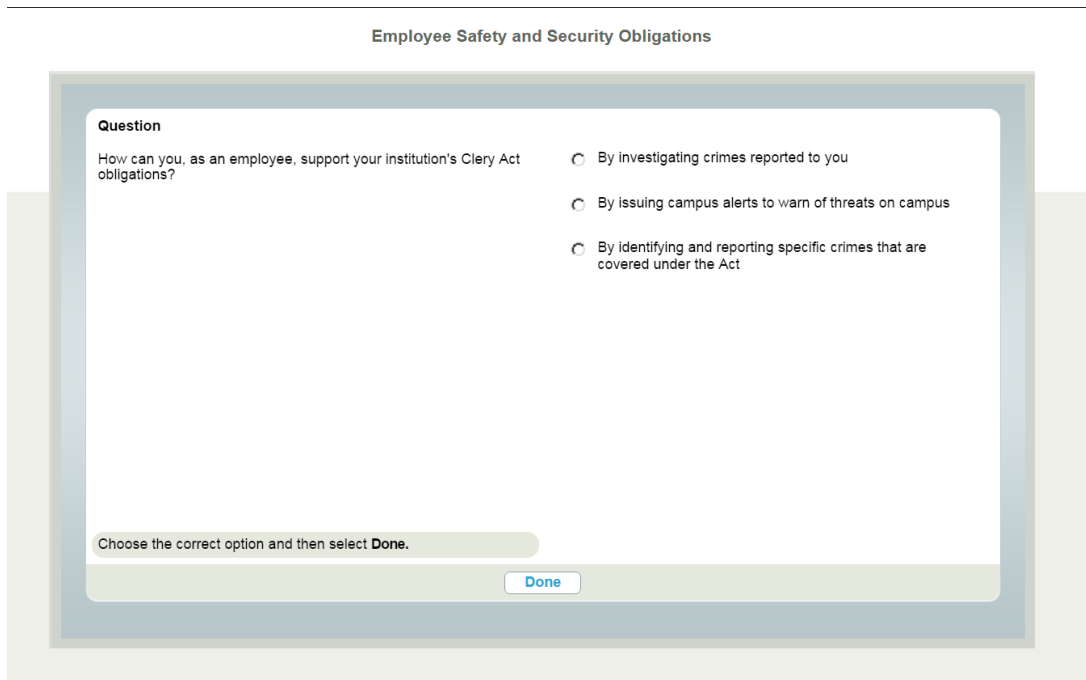 Employee Safety and Security Obligations
Question
How can you, as an employee, support your institution's Clery Act
obligations?
By investigating crimes reported to you
By issuing campus alerts to warn of threats on campus
By identifying and reporting specific crimes that are
covered under the Act
Choose the correct option and then select Done.
Done